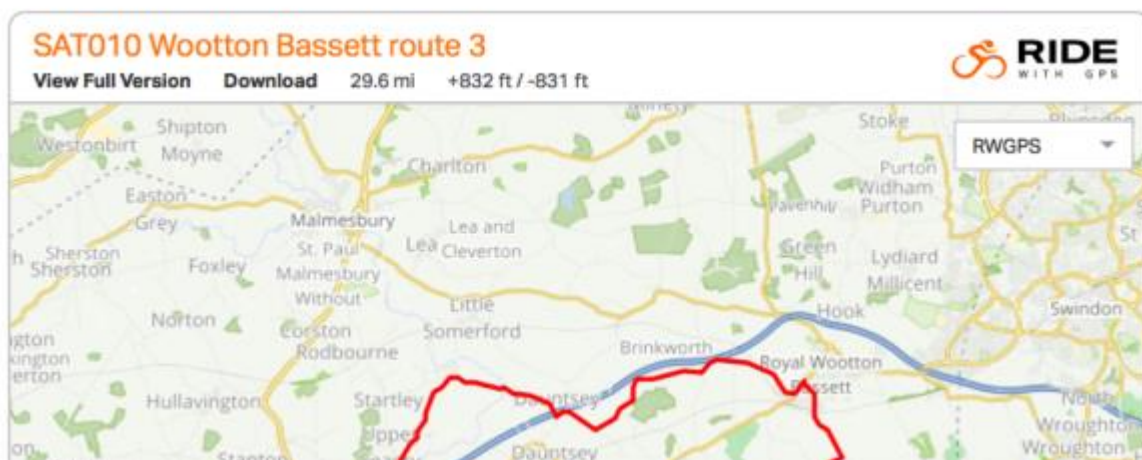 SAT010 Wootton Bassett route 3
View Full Version Download 29.6 mi +832 ft / -831 ft
RIDE
WITH GPS
RWGPS
Stoke
Shipton
Moyne
Westonbirt
Charlton
Purton
Widham
Purton
Easton
Grey
Malmesbury
Lea and
Cleverton
St
St. Paul
Malmesbury
Without
Lea
Green
Hill
Lydiard
Millicent
Sherston
Sherston
Foxley
Little
Somerford
Hook
Swindon
Norton
Corston
Rodbourne
Brinkworth
Royal Wootton
Bassett
Hullavington
Startley
Dauntsey
North
Wroughton
Wroughton
Upper
Dauntsey
Stanton